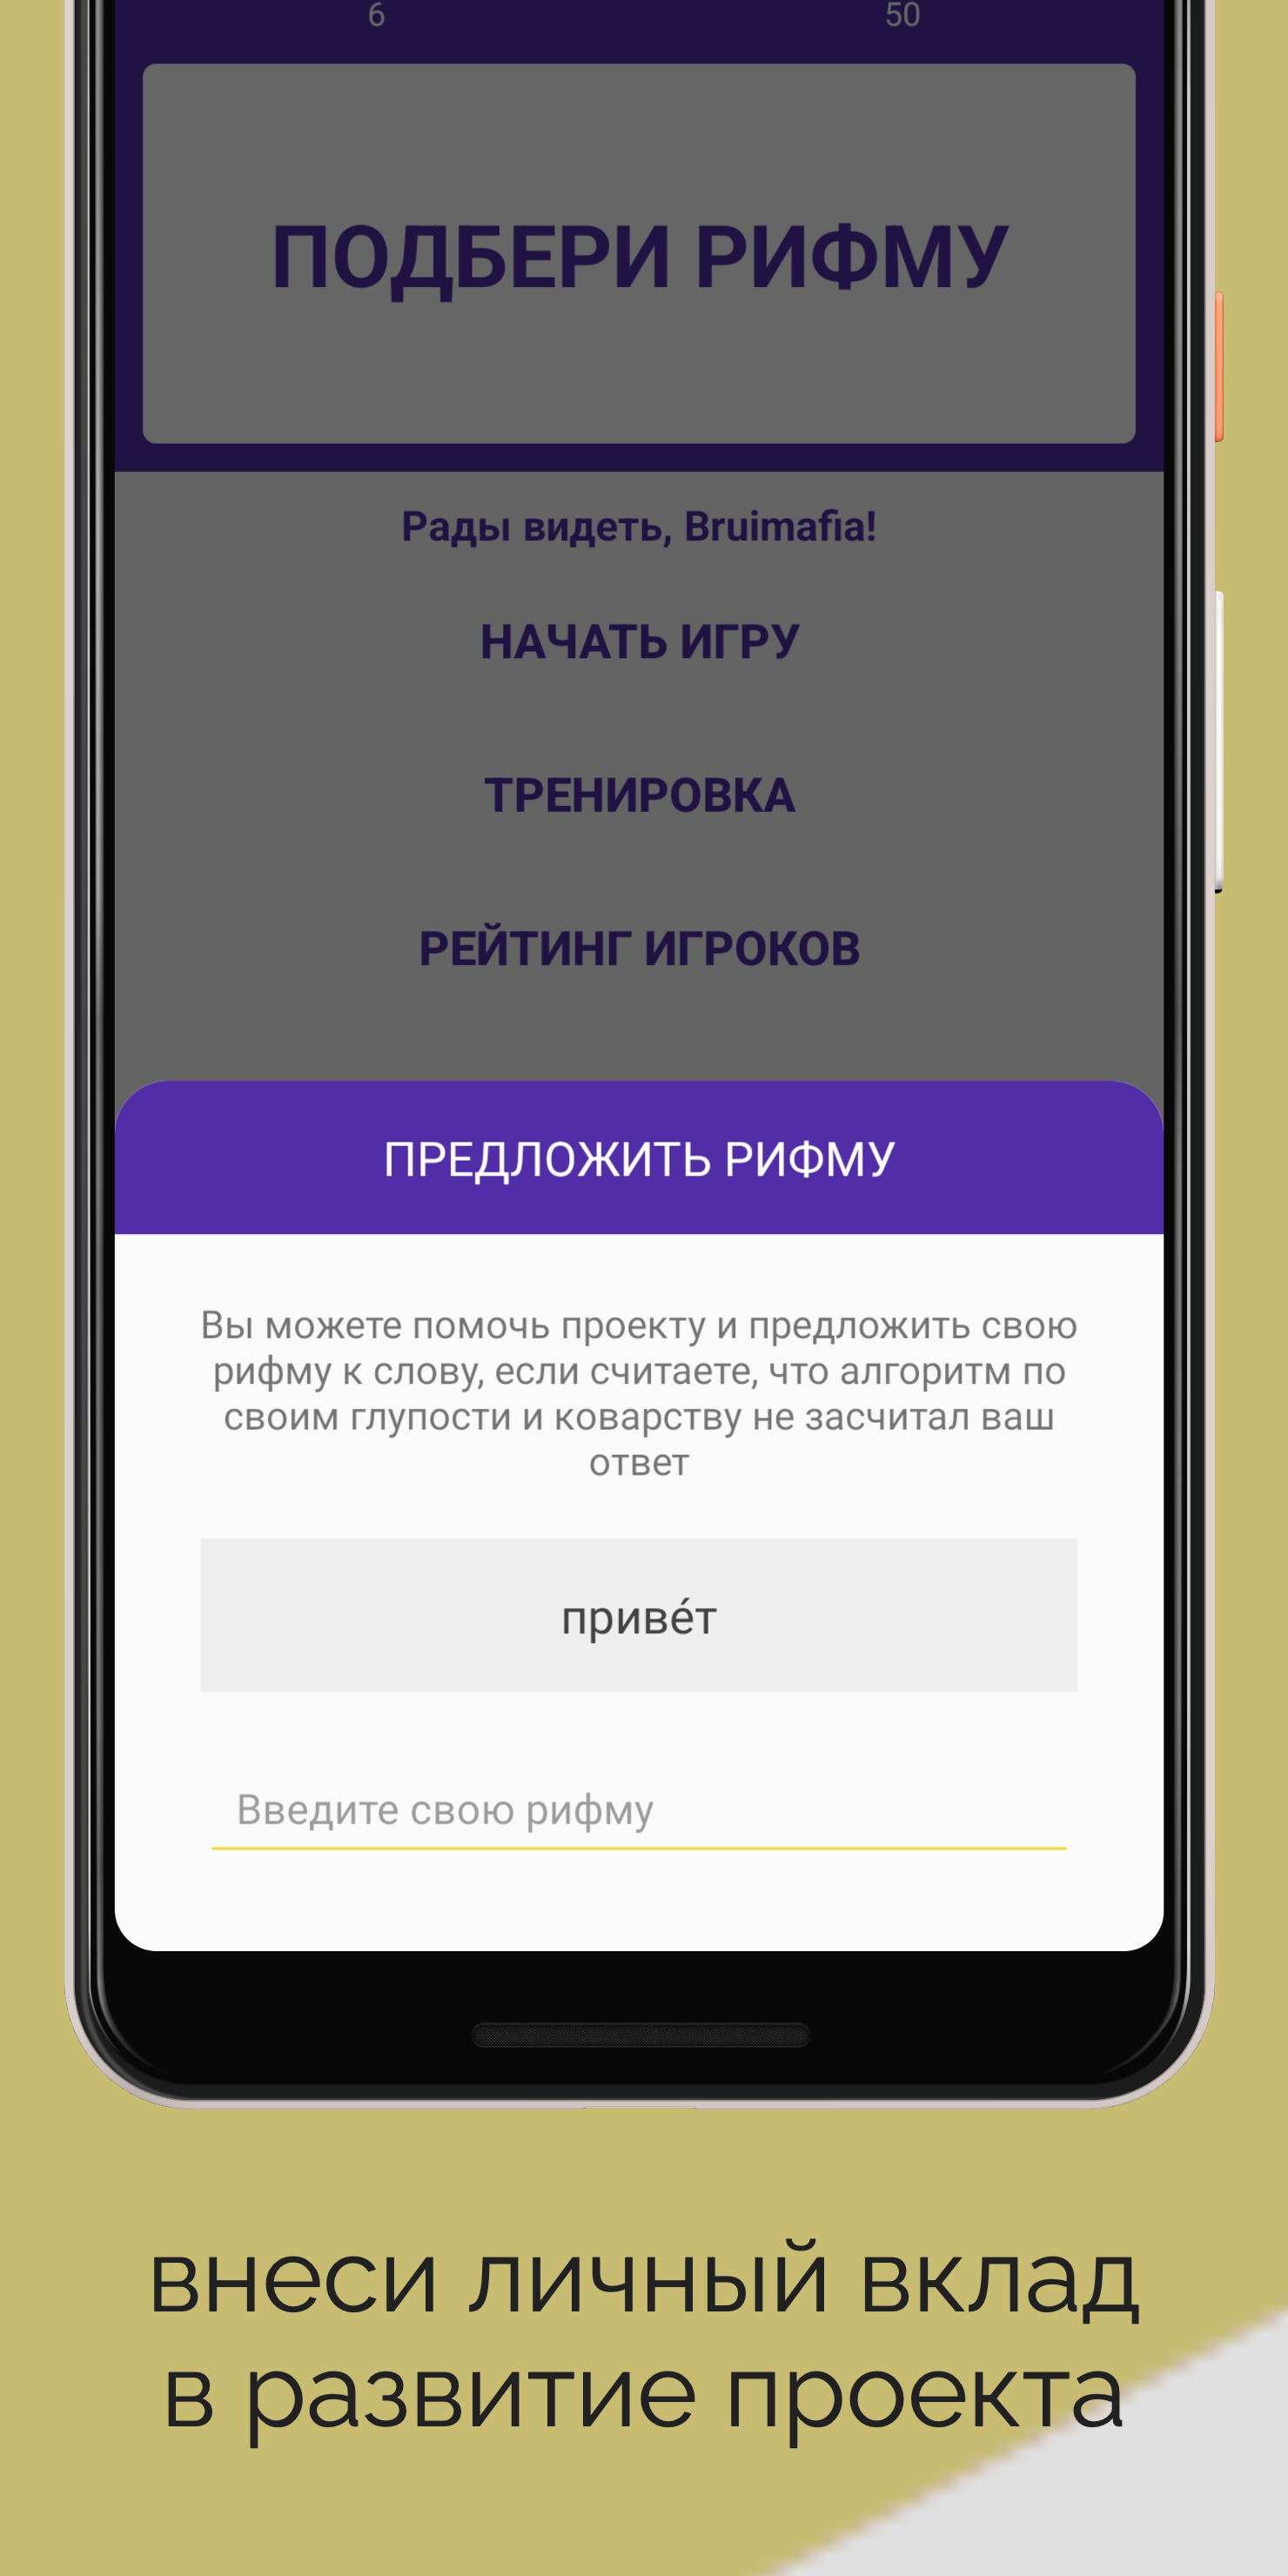 6 50
ПОДБЕРИ РИФМУ
Рады видеть, Bruimafia!
НАЧАТЬ ИГРУ
ТРЕНИРОВКА
РЕЙТИНГ ИГРОКОВ
ПРЕДЛОЖИТЬ РИФМУ
Вы можете помочь проекту и предложить свою
рифму к слову, если считаете, что алгоритм по
своим глупости и коварству не засчитал ваш
ответ
приве́т
Введите свою рифму
внеси личный вклад
в развитие проекта